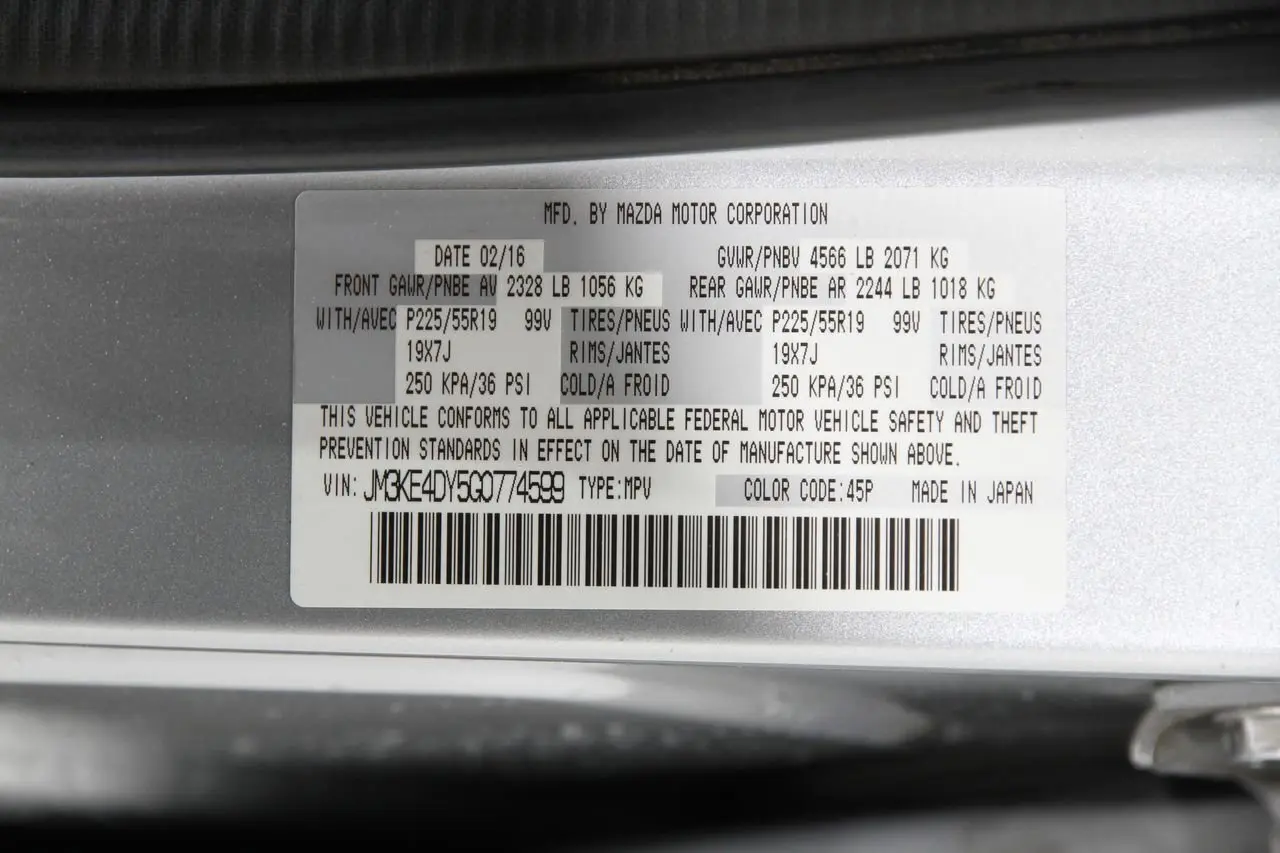 MFD. BY MAZDA MOTOR CORPORATION
DATE 02/16 GVWR/PNBV 4566 LB 2071 KG
FRONT GAWR/PNBE AV 2328 LB 1056 KG REAR GAWR/PNBE AR 2244 LB 1018 KG
WITH/AVEC P225/55R19 99V TIRES/PNEUS WITH/AVEC P225/55R19 99V TIRES/PNEUS
19X7J RIMS/JANTES 19X7J RIMS/JANTES
250 KPA/36 PSI COLD/A FROID 250 KPA/36 PSI COLD/A FROID
THIS VEHICLE CONFORMS TO ALL APPLICABLE FEDERAL MOTOR VEHICLE SAFETY AND THEFT
PREVENTION STANDARDS IN EFFECT ON THE DATE OF MANUFACTURE SHOWN ABOVE.
VIN: JM3KE4DY5G0774599 TYPE:MPV COLOR CODE:45P MADE IN JAPAN